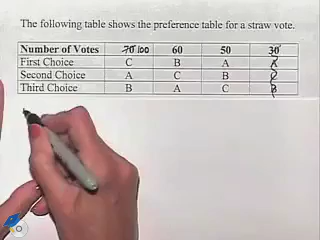 The following table shows the preference table for a straw vote.
Number of Votes 70 100 60 50 30
First Choice C B A A
Second Choice A C B C
Third Choice B A C B